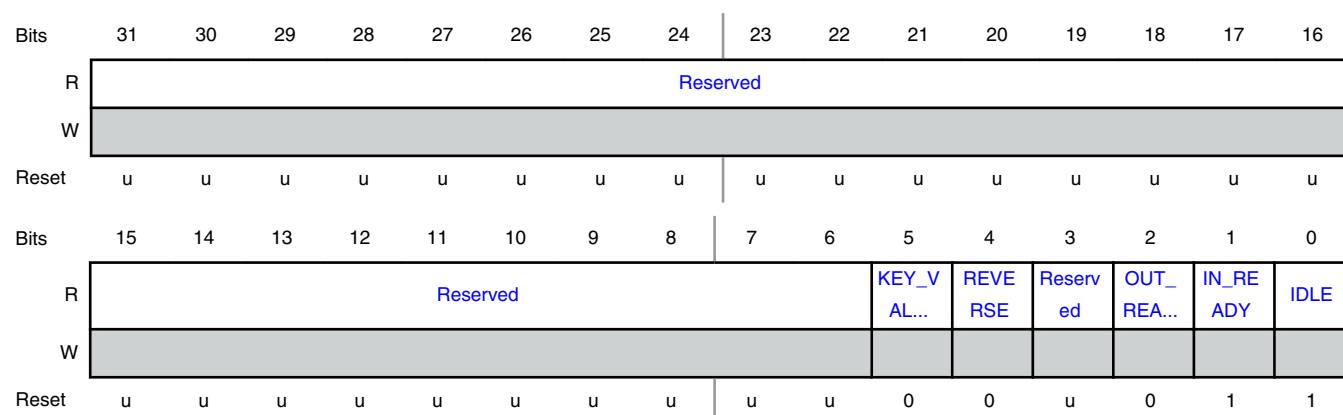 Bits 31 30 29 28 27 26 25 24 23 22 21 20 19 18 17 16
R Reserved
W
Reset u u u u u u u u u u u u u u u u
Bits 15 14 13 12 11 10 9 8 7 6 5 4 3 2 1 0
R Reserved KEY_V REVE Reserv OUT_ IN_RE IDLE
AL... RSE ed REA... ADY
W
Reset u u u u u u u u u u 0 0 u 0 1 1